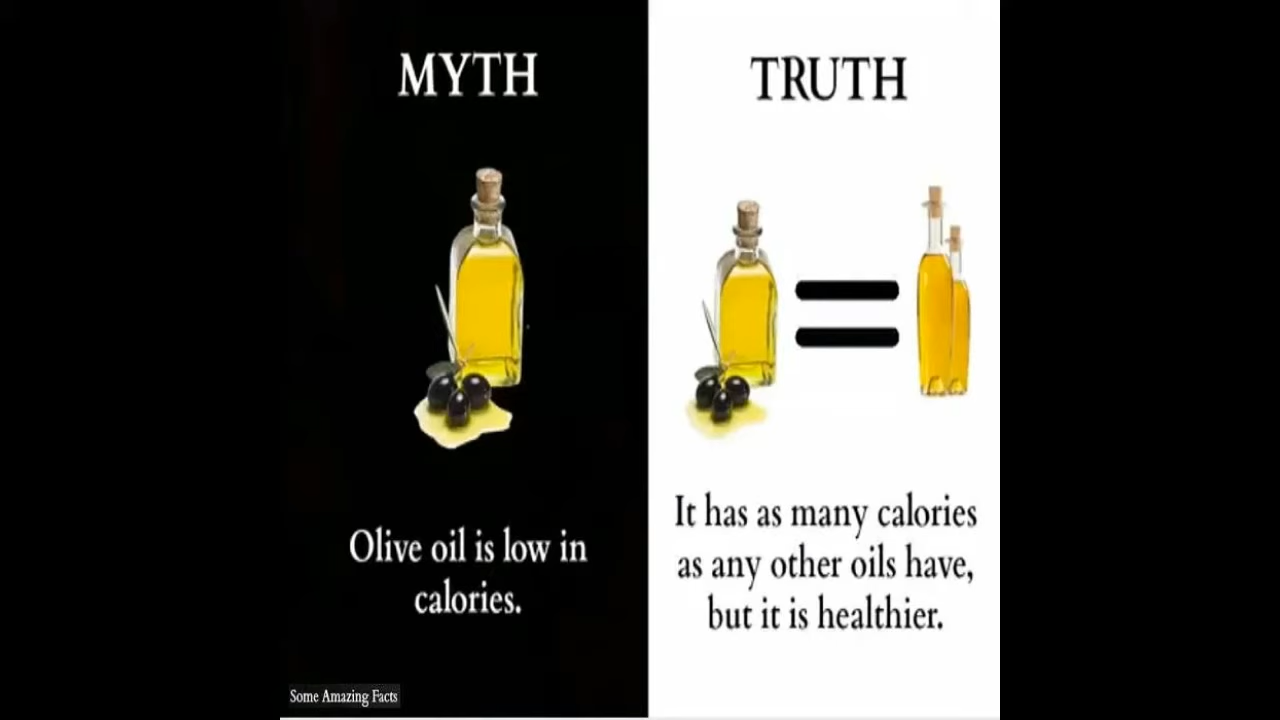 MYTH
Olive oil is low in
calories.
Some Amazing Facts
TRUTH
It has as many calories
as any other oils have,
but it is healthier.